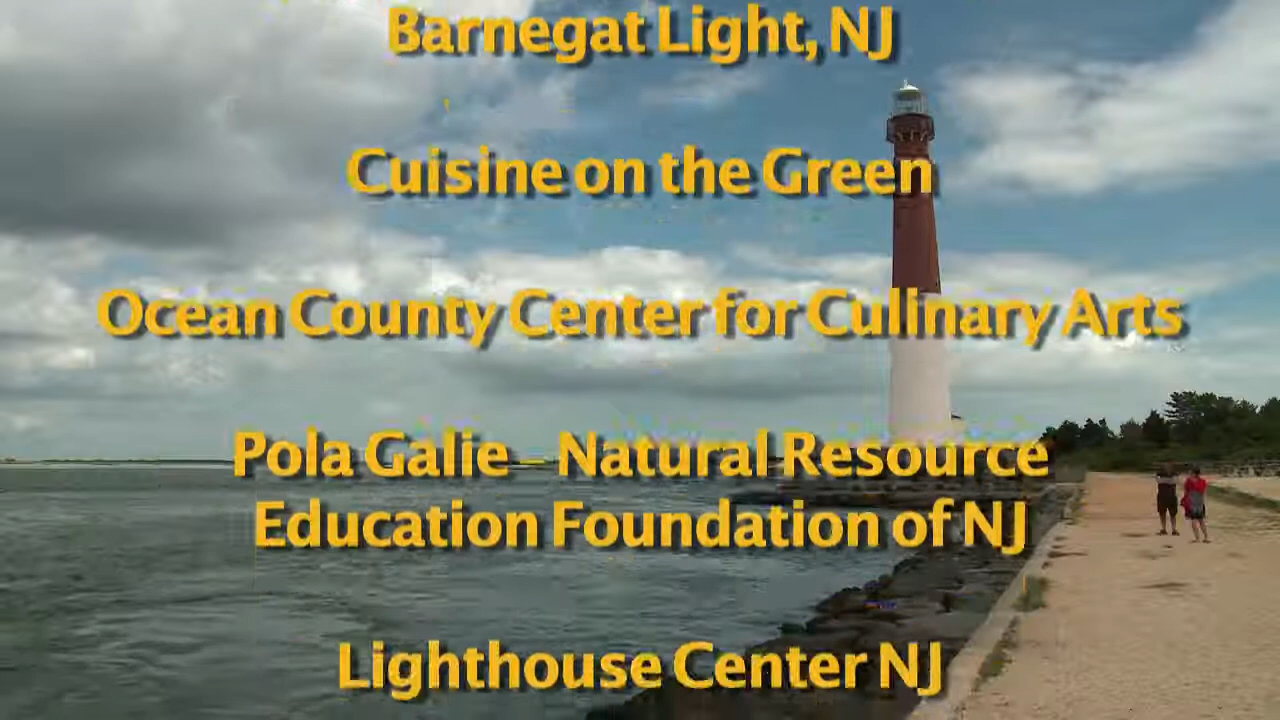 Barnegat Light, NJ
Cuisine on the Green
Ocean County Center for Culinary Arts
Pola Galie   Natural Resource
Education Foundation of NJ
Lighthouse Center NJ